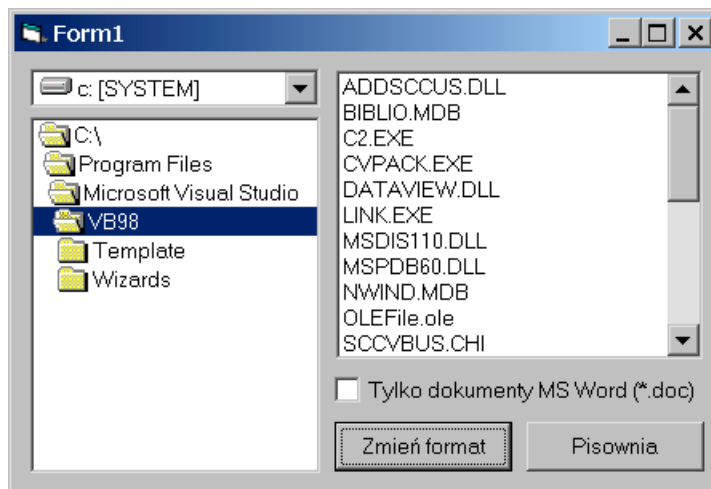 Form1
c: [SYSTEM]
C:\
Program Files
Microsoft Visual Studio
VB98
Template
Wizards
ADDSCCUS.DLL
BIBLIO.MDB
C2.EXE
CVPACK.EXE
DATAVIEW.DLL
LINK.EXE
MSDIS110.DLL
MSPDB60.DLL
NWIND.MDB
OLEFile.ole
SCCVBUS.CHI
Tylko dokumenty MS Word (*.doc)
Zmień format
Pisownia